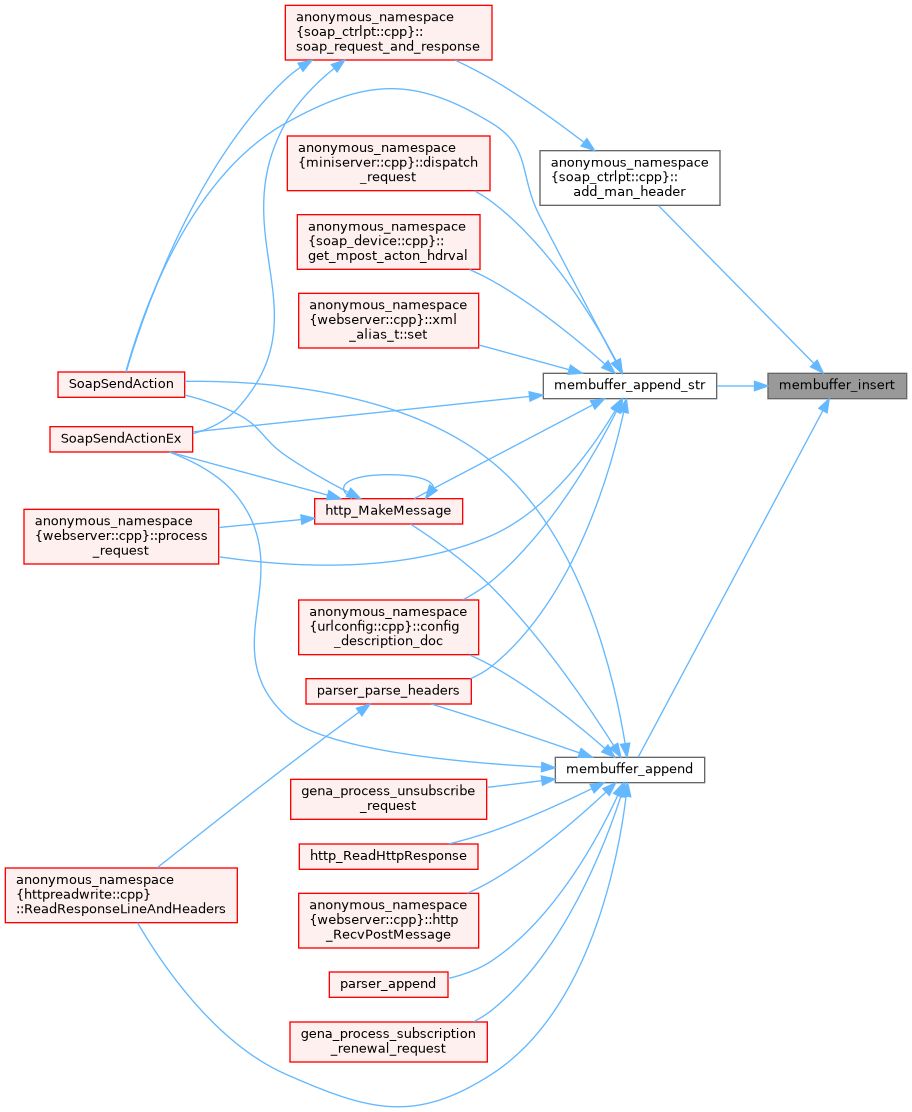 anonymous_namespace
{soap_ctrlpt::cpp}::
soap_request_and_response
anonymous_namespace
{miniserver::cpp}::dispatch
_request
anonymous_namespace
{soap_ctrlpt::cpp}::
add_man_header
anonymous_namespace
{soap_device::cpp}::
get_mpost_acton_hdrval
anonymous_namespace
{webserver::cpp}::xml
_alias_t::set
SoapSendAction
membuffer_append_str
membuffer_insert
SoapSendActionEx
http_MakeMessage
anonymous_namespace
{webserver::cpp}::process
_request
anonymous_namespace
{urlconfig::cpp}::config
_description_doc
parser_parse_headers
membuffer_append
gena_process_unsubscribe
_request
http_ReadHttpResponse
anonymous_namespace
{httpreadwrite::cpp}
::ReadResponseLineAndHeaders
anonymous_namespace
{webserver::cpp}::http
_RecvPostMessage
parser_append
gena_process_subscription
_renewal_request